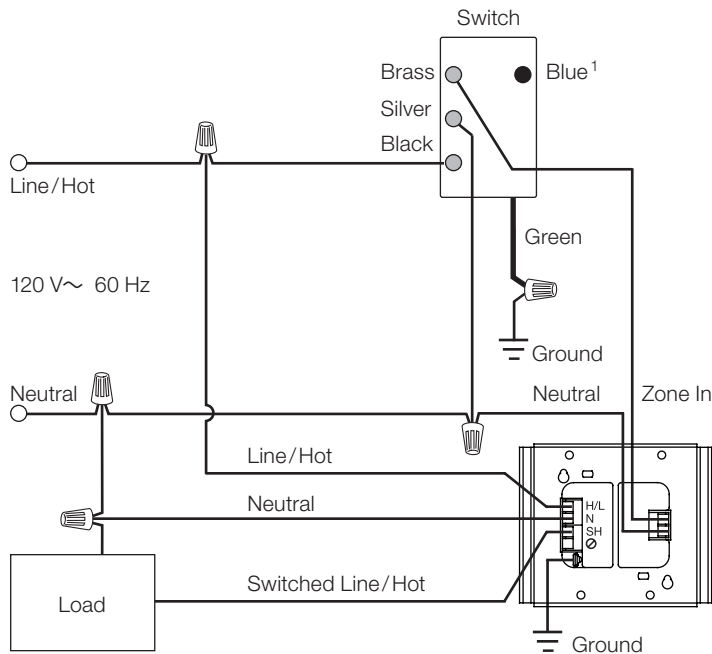 Switch
Brass
Blue1
Silver
Black
Line/Hot
Green
120 V~ 60 Hz
Ground
Neutral
Neutral
Zone In
Line/Hot
H/L
Neutral
N
SH
Switched Line/Hot
Load
Ground